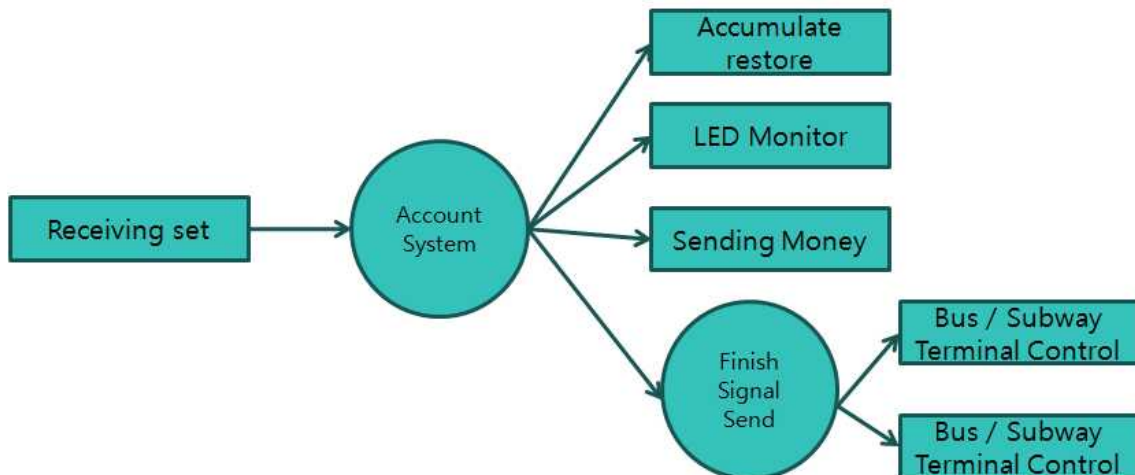 Accumulate
restore
LED Monitor
Receiving set
Account
System
Sending Money
Finish
Signal
Send
Bus / Subway
Terminal Control
Bus / Subway
Terminal Control